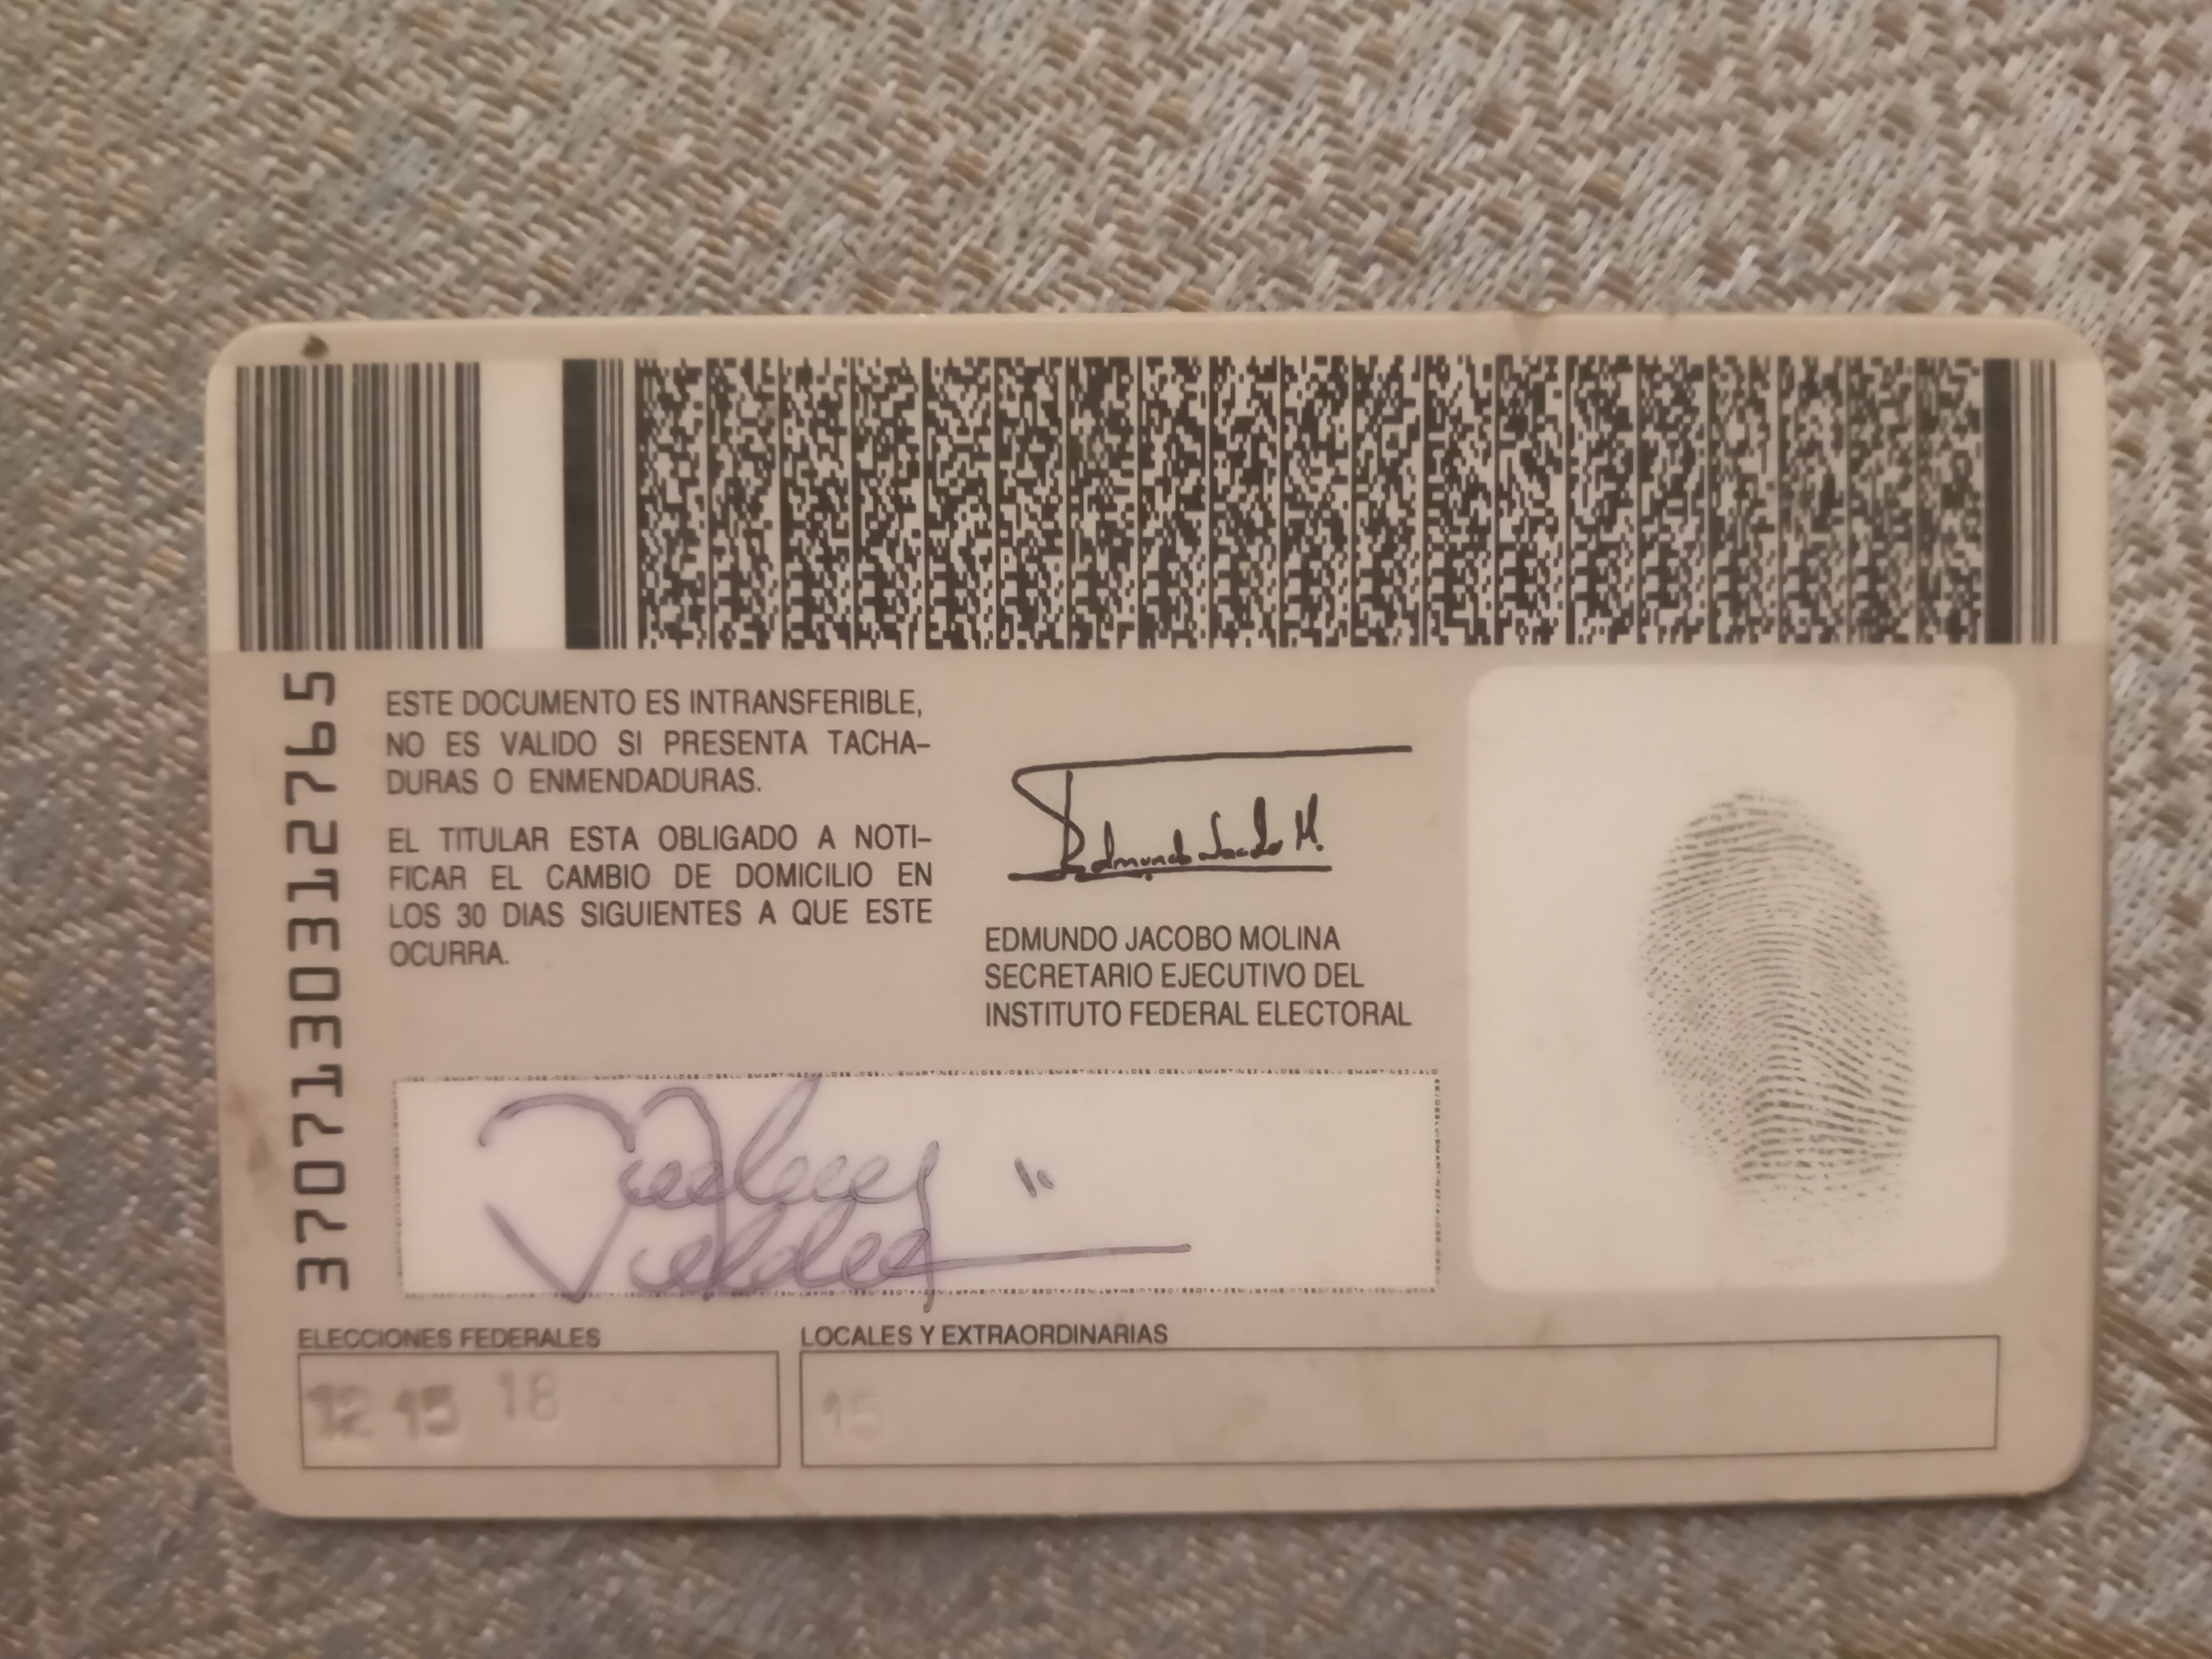 3707130312765
ESTE DOCUMENTO ES INTRANSFERIBLE,
NO ES VALIDO SI PRESENTA TACHA-
DURAS O ENMENDADURAS.
EL TITULAR ESTA OBLIGADO A NOTI-
FICAR EL CAMBIO DE DOMICILIO EN
LOS 30 DIAS SIGUIENTES A QUE ESTE
OCURRA.
Edmundo Jacobo M.
EDMUNDO JACOBO MOLINA
SECRETARIO EJECUTIVO DEL
INSTITUTO FEDERAL ELECTORAL
ELECCIONES FEDERALES
12 15 18
LOCALES Y EXTRAORDINARIAS
15